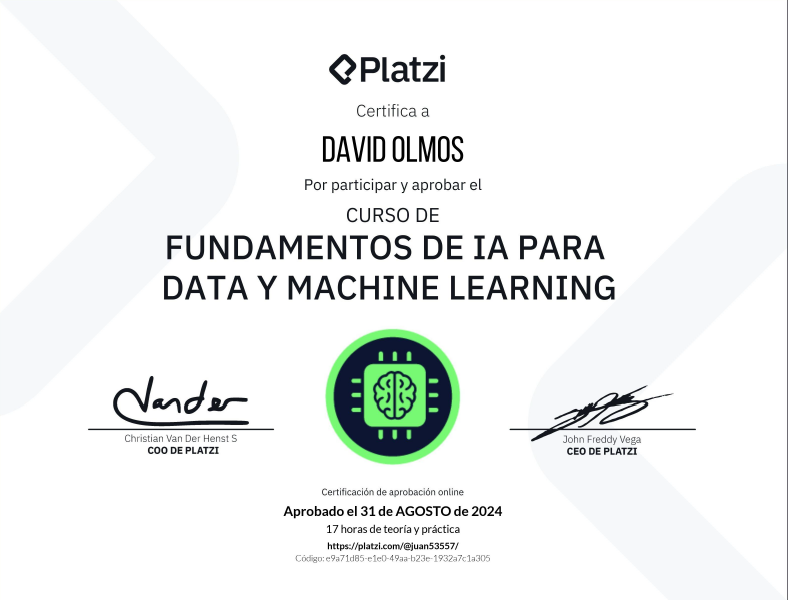 Platzi
Certifica a
DAVID OLMOS
Por participar y aprobar el
CURSO DE
FUNDAMENTOS DE IA PARA
DATA Y MACHINE LEARNING
Vander
Christian Van Der Henst S
COO DE PLATZI
John Freddy Vega
CEO DE PLATZI
Certificación de aprobación online
Aprobado el 31 de AGOSTO de 2024
17 horas de teoría y práctica
https://platzi.com/@juan53557/
Código: e9a71d85-e1e0-49aa-b23e-1932a7c1a305